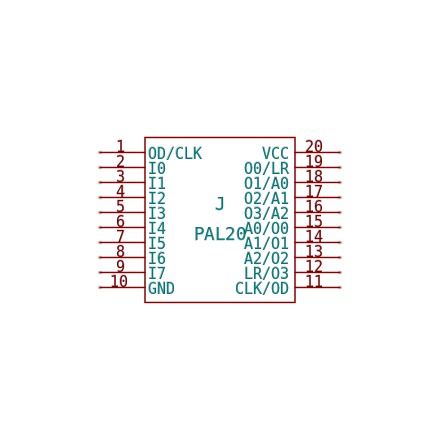 1 OD/CLK VCC 20
2 I0 O0/LR 19
3 I1 O1/A0 18
4 I2 O2/A1 17
5 I3 J O3/A2 16
6 I4 A0/O0 15
7 I5 PAL20 A1/O1 14
8 I6 A2/O2 13
9 I7 LR/O3 12
10 GND CLK/OD 11